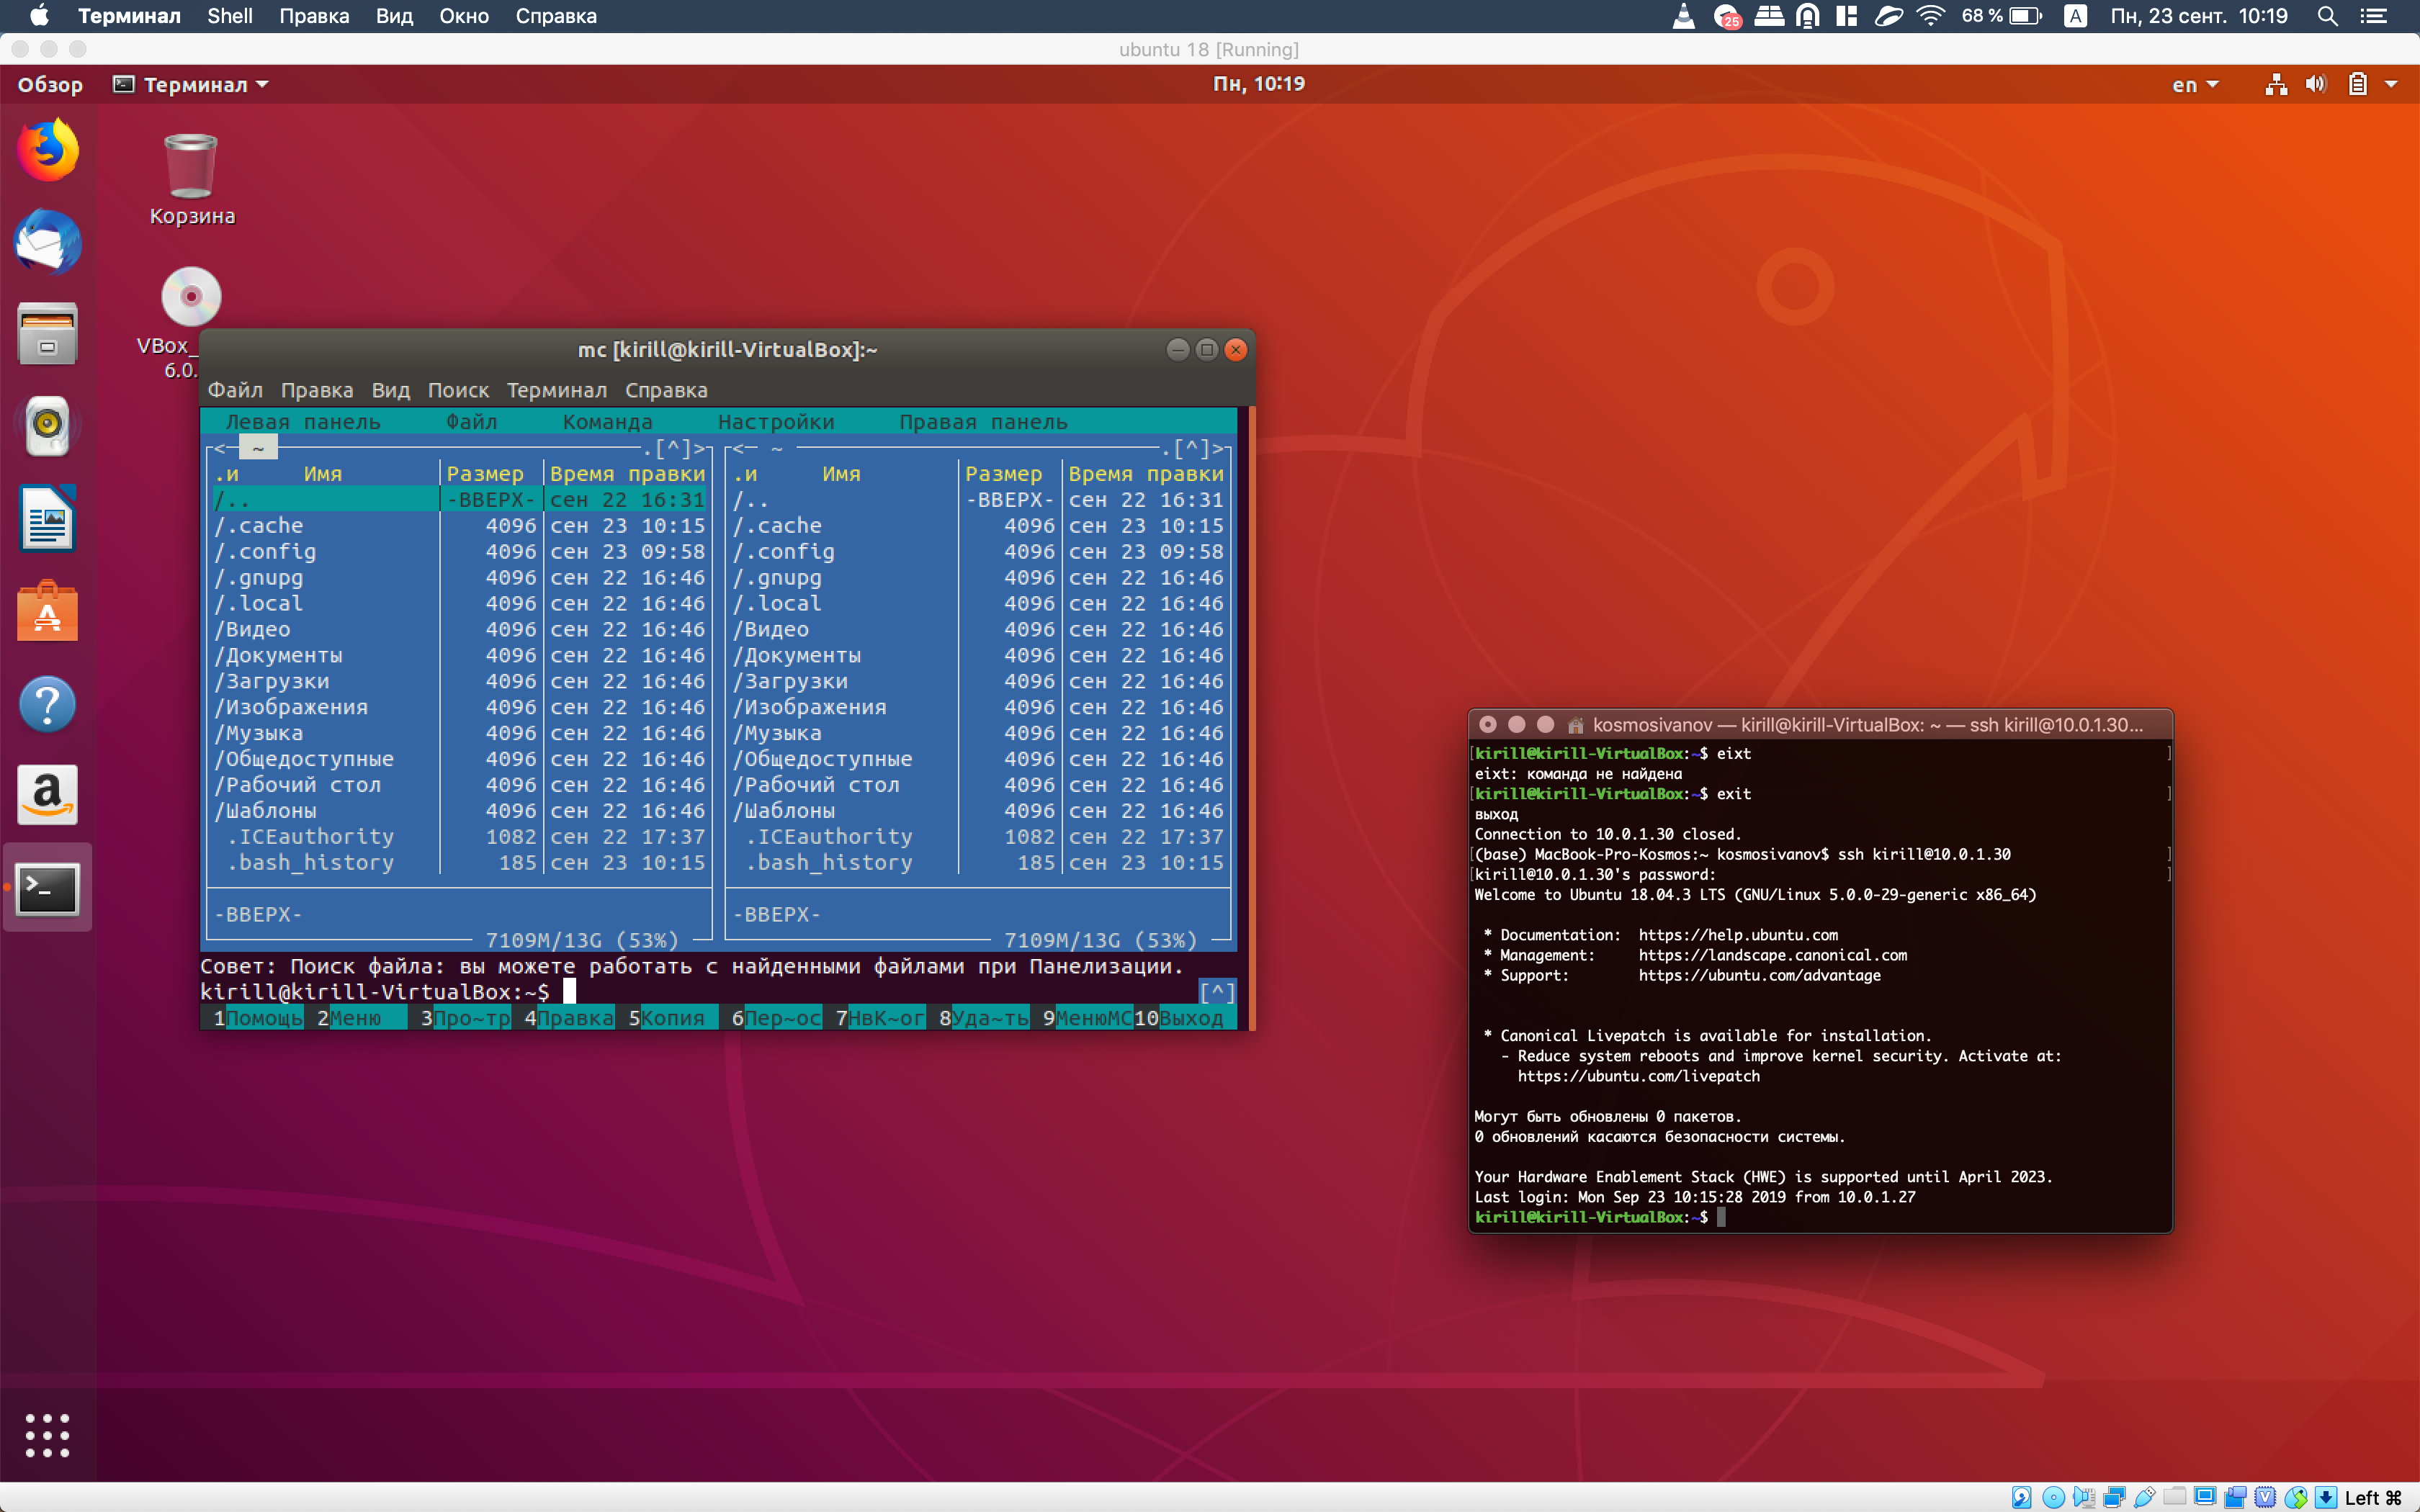 Терминал Shell Правка Вид Окно Справка
25 68 % A Пн, 23 сент. 10:19
ubuntu 18 [Running]
Обзор Терминал Пн, 10:19 en
Корзина
VBox_
6.0.
mc [kirill@kirill-VirtualBox]:~
Файл Правка Вид Поиск Терминал Справка
Левая панель Файл Команда Настройки Правая панель
<─ ~ ─.[^]> <─ ~ ─.[^]>
.и Имя Размер Время правки .и Имя Размер Время правки
/.. -ВВЕРХ- сен 22 16:31 /.. -ВВЕРХ- сен 22 16:31
/.cache 4096 сен 23 10:15 /.cache 4096 сен 23 10:15
/.config 4096 сен 23 09:58 /.config 4096 сен 23 09:58
/.gnupg 4096 сен 22 16:46 /.gnupg 4096 сен 22 16:46
/.local 4096 сен 22 16:46 /.local 4096 сен 22 16:46
/Видео 4096 сен 22 16:46 /Видео 4096 сен 22 16:46
/Документы 4096 сен 22 16:46 /Документы 4096 сен 22 16:46
/Загрузки 4096 сен 22 16:46 /Загрузки 4096 сен 22 16:46
/Изображения 4096 сен 22 16:46 /Изображения 4096 сен 22 16:46
/Музыка 4096 сен 22 16:46 /Музыка 4096 сен 22 16:46
/Общедоступные 4096 сен 22 16:46 /Общедоступные 4096 сен 22 16:46
/Рабочий стол 4096 сен 22 16:46 /Рабочий стол 4096 сен 22 16:46
/Шаблоны 4096 сен 22 16:46 /Шаблоны 4096 сен 22 16:46
.ICEauthority 1082 сен 22 17:37 .ICEauthority 1082 сен 22 17:37
.bash_history 185 сен 23 10:15 .bash_history 185 сен 23 10:15
-ВВЕРХ- -ВВЕРХ-
7109M/13G (53%) 7109M/13G (53%)
Совет: Поиск файла: вы можете работать с найденными файлами при Панелизации.
kirill@kirill-VirtualBox:~$ [^]
1Помощь 2Меню 3Про~тр 4Правка 5Копия 6Пер~ос 7НвК~ог 8Уда~ть 9МенюМС10Выход
kosmosivanov — kirill@kirill-VirtualBox: ~ — ssh kirill@10.0.1.30...
[kirill@kirill-VirtualBox:~$ eixt ]
eixt: команда не найдена
[kirill@kirill-VirtualBox:~$ exit ]
выход
Connection to 10.0.1.30 closed.
[(base) MacBook-Pro-Kosmos:~ kosmosivanov$ ssh kirill@10.0.1.30 ]
[kirill@10.0.1.30's password: ]
Welcome to Ubuntu 18.04.3 LTS (GNU/Linux 5.0.0-29-generic x86_64)
* Documentation: https://help.ubuntu.com
* Management: https://landscape.canonical.com
* Support: https://ubuntu.com/advantage
* Canonical Livepatch is available for installation.
- Reduce system reboots and improve kernel security. Activate at:
https://ubuntu.com/livepatch
Могут быть обновлены 0 пакетов.
0 обновлений касаются безопасности системы.
Your Hardware Enablement Stack (HWE) is supported until April 2023.
Last login: Mon Sep 23 10:15:28 2019 from 10.0.1.27
kirill@kirill-VirtualBox:~$
Left ⌘